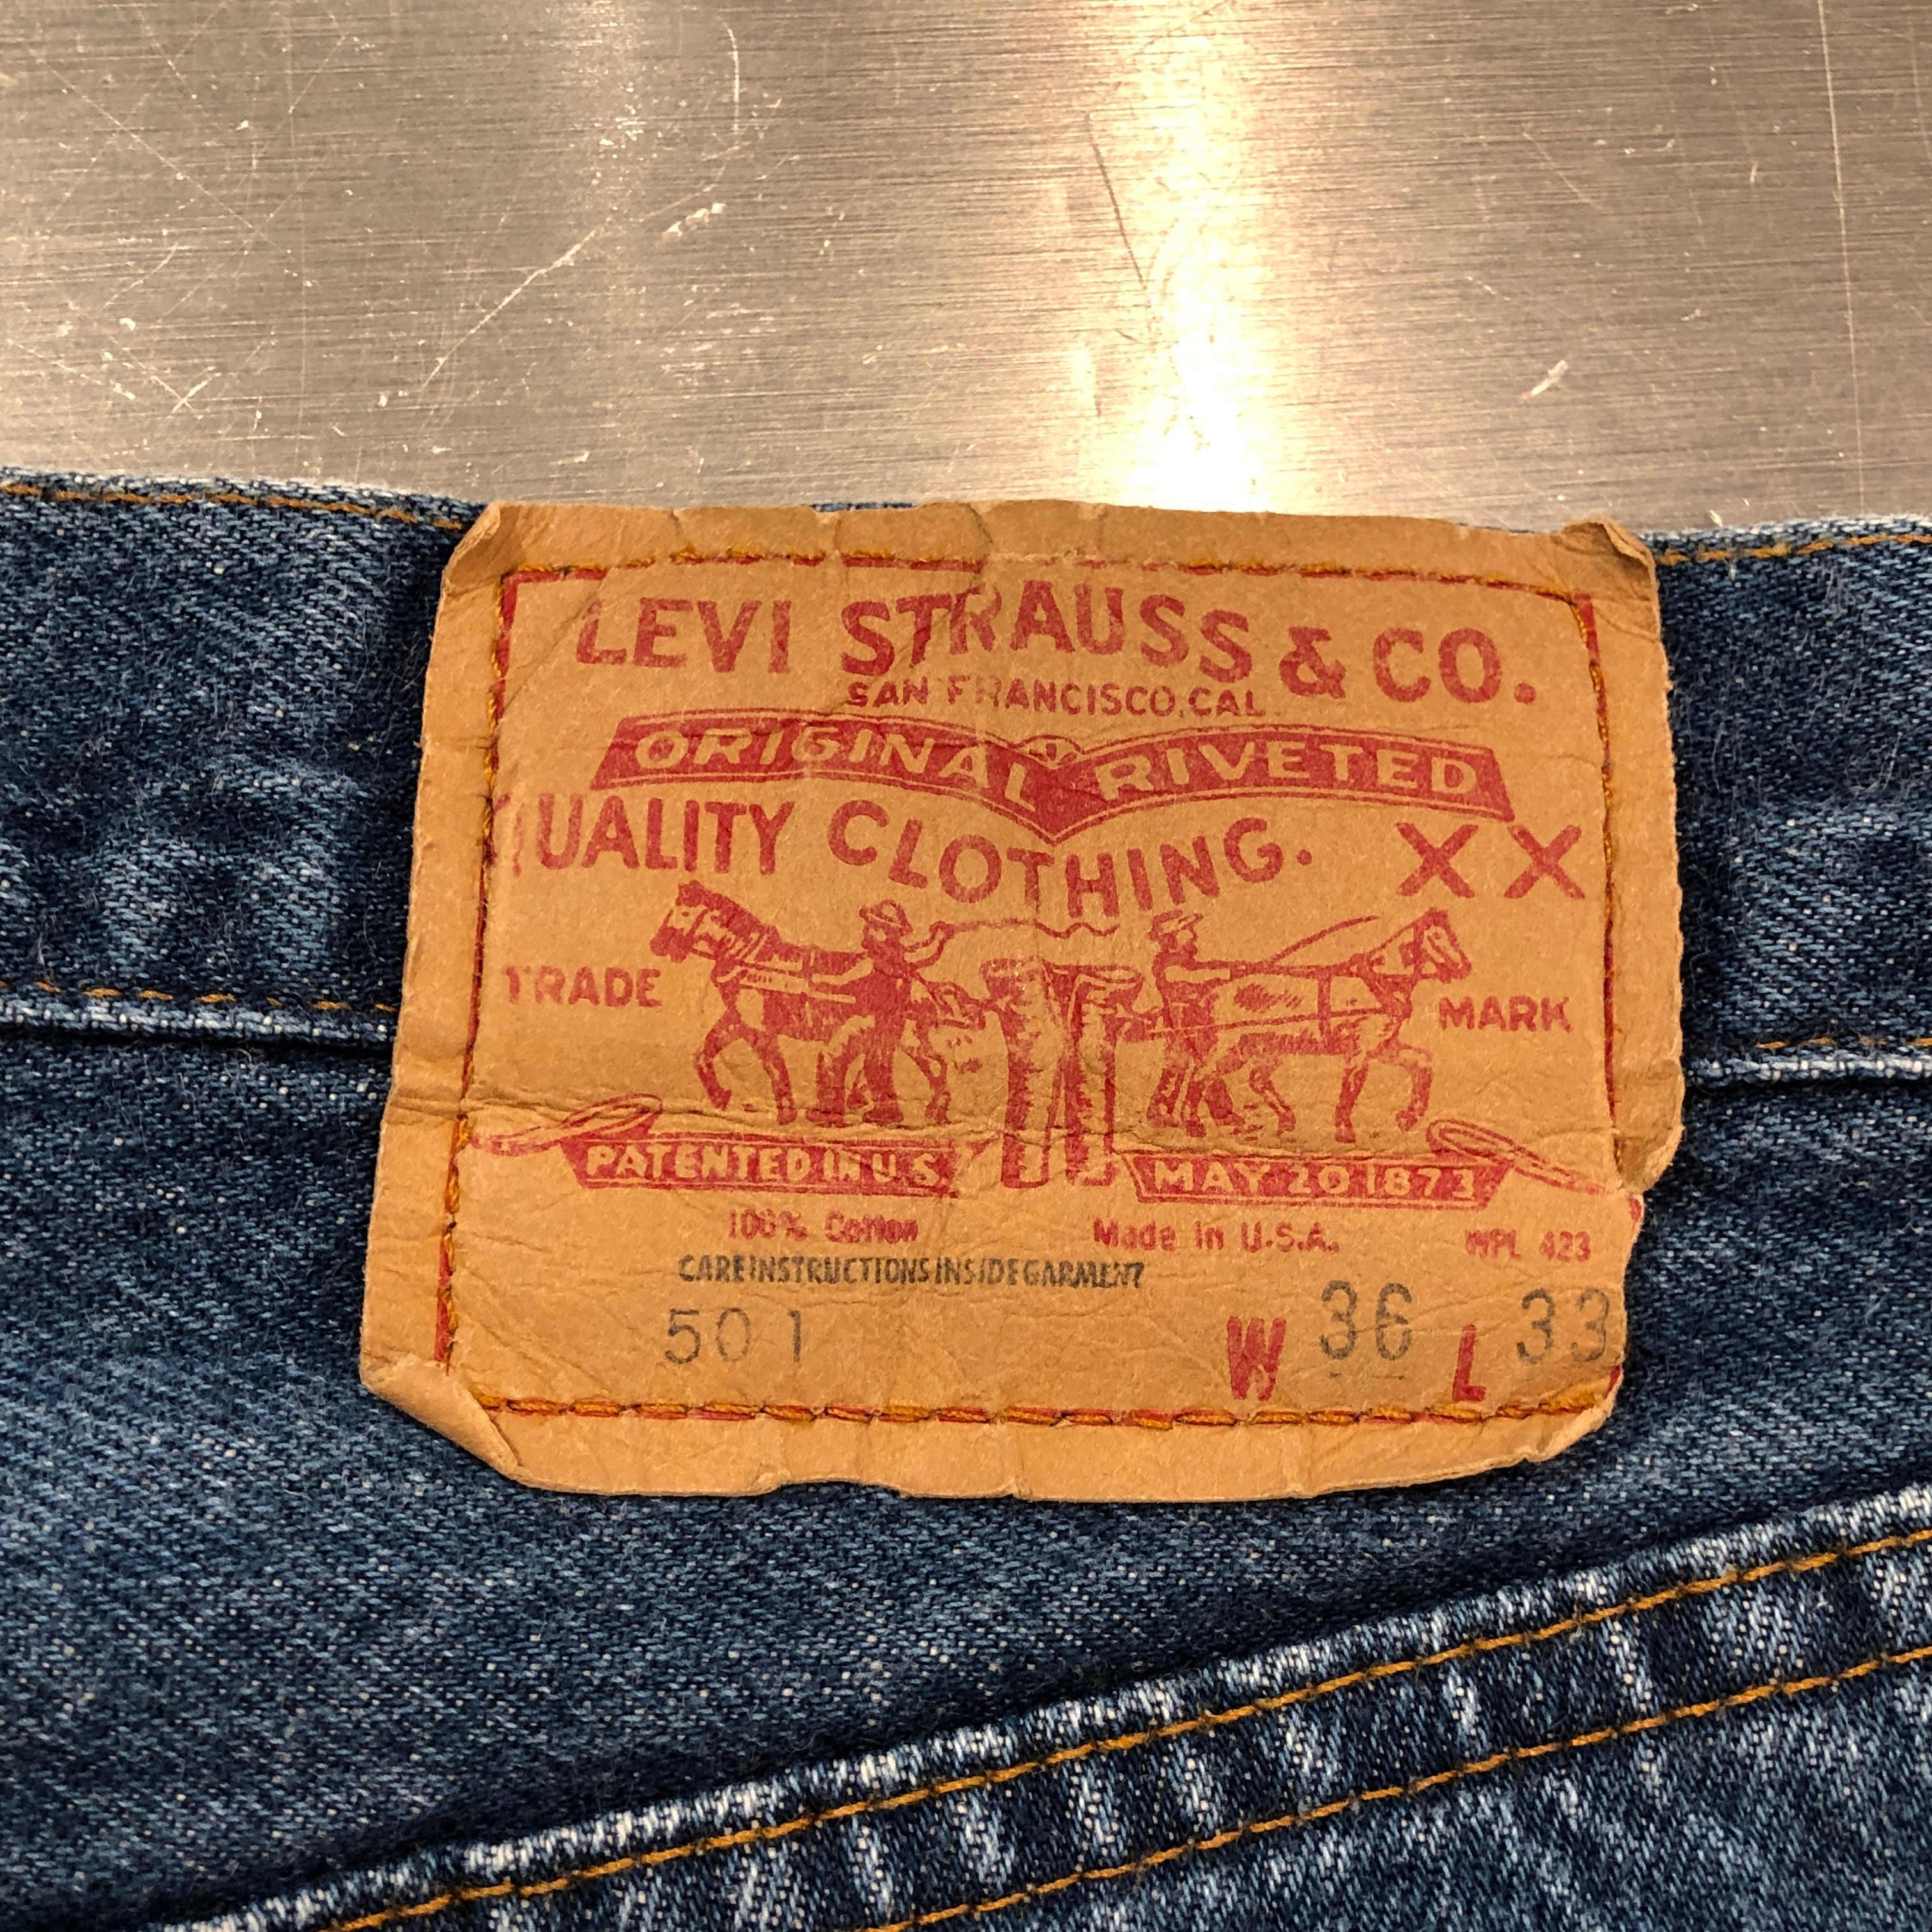 LEVI STRAUSS & CO.
SAN FRANCISCO, CAL.
ORIGINAL RIVETED
QUALITY CLOTHING. XX
TRADE MARK
PATENTED IN U.S. MAY 20 1873
100% Cotton Made in U.S.A. WPL 423
CARE INSTRUCTIONS INSIDE GARMENT
501 W 36 L 33